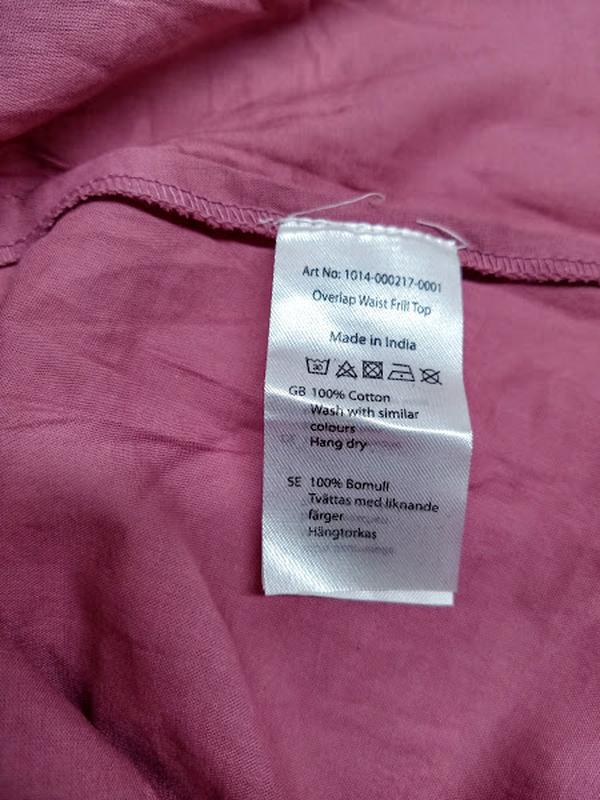 Art No: 1014-000217-0001
Overlap Waist Frill Top
Made in India
30
GB 100% Cotton
Wash with similar
colours
Hang dry
SE 100% Bomull
Tvättas med liknande
färger
Hängtorkas